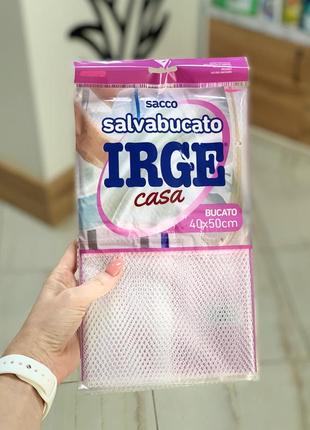 sacco
salvabucato
IRGE
casa
BUCATO
40x50cm